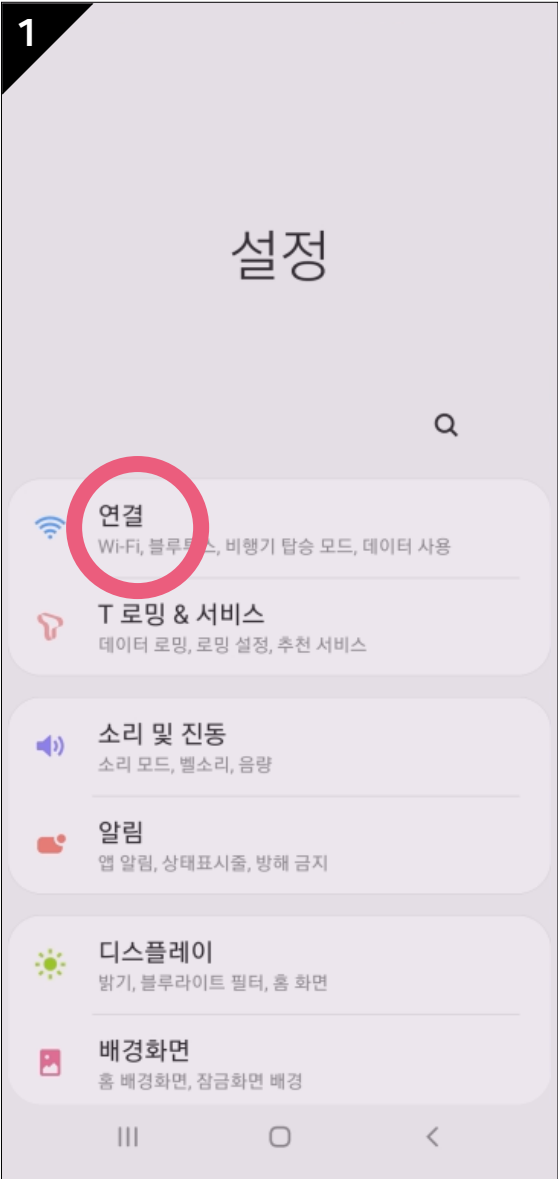 1
설정
연결
Wi-Fi, 블루투스, 비행기 탑승 모드, 데이터 사용
T 로밍 & 서비스
데이터 로밍, 로밍 설정, 추천 서비스
소리 및 진동
소리 모드, 벨소리, 음량
알림
앱 알림, 상태표시줄, 방해 금지
디스플레이
밝기, 블루라이트 필터, 홈 화면
배경화면
홈 배경화면, 잠금화면 배경